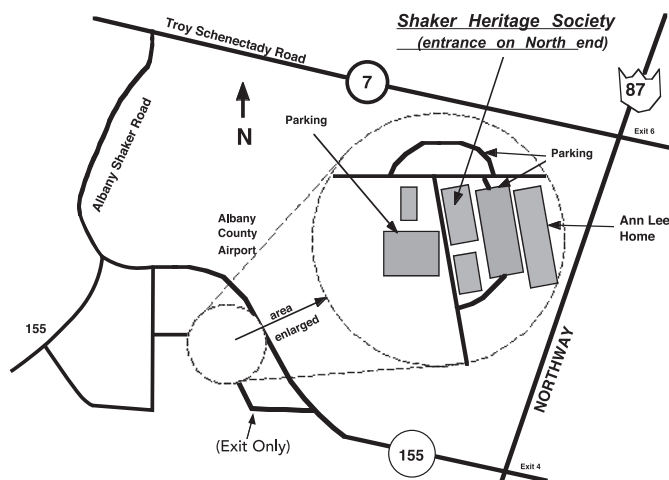 Shaker Heritage Society
(entrance on North end)
Troy Schenectady Road
7
87
Exit 6
N
Albany Shaker Road
Parking
Parking
Ann Lee
Home
Albany
County
Airport
area
enlarged
155
NORTHWAY
(Exit Only)
155
Exit 4